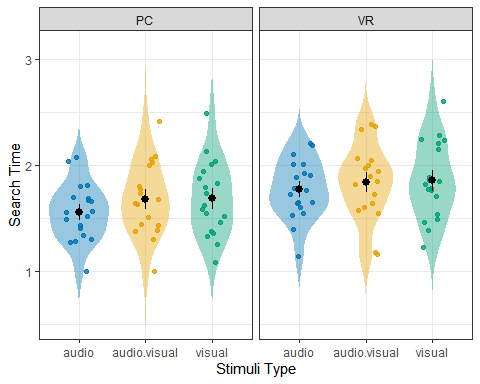 PC
VR
Search Time
3
2
1
audio
audio.visual
visual
audio
audio.visual
visual
Stimuli Type